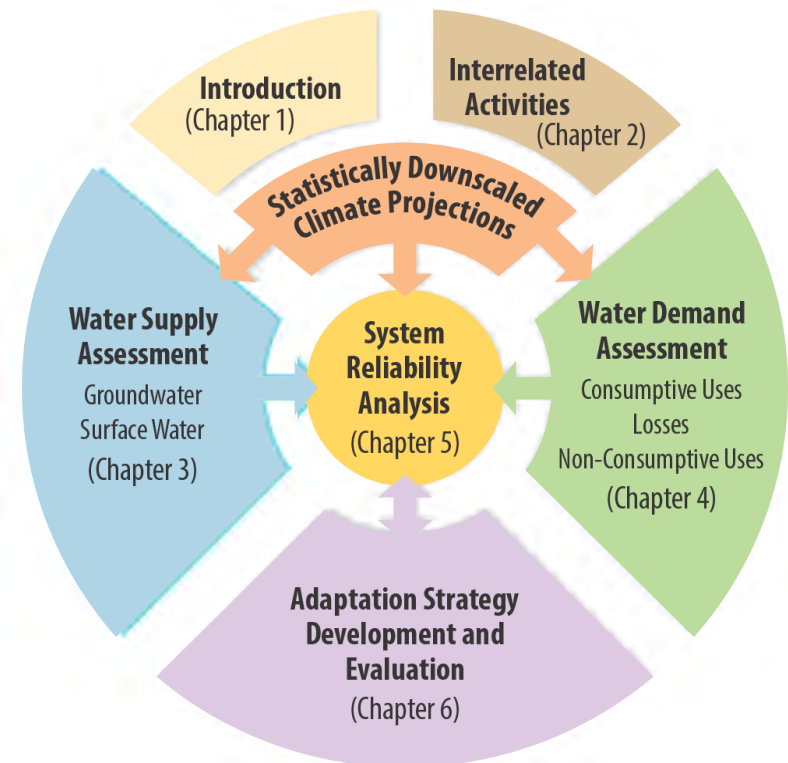 Introduction
(Chapter 1)
Interrelated
Activities
(Chapter 2)
Statistically Downscaled
Climate Projections
Water Supply
Assessment
Groundwater
Surface Water
(Chapter 3)
System
Reliability
Analysis
(Chapter 5)
Water Demand
Assessment
Consumptive Uses
Losses
Non-Consumptive Uses
(Chapter 4)
Adaptation Strategy
Development and
Evaluation
(Chapter 6)